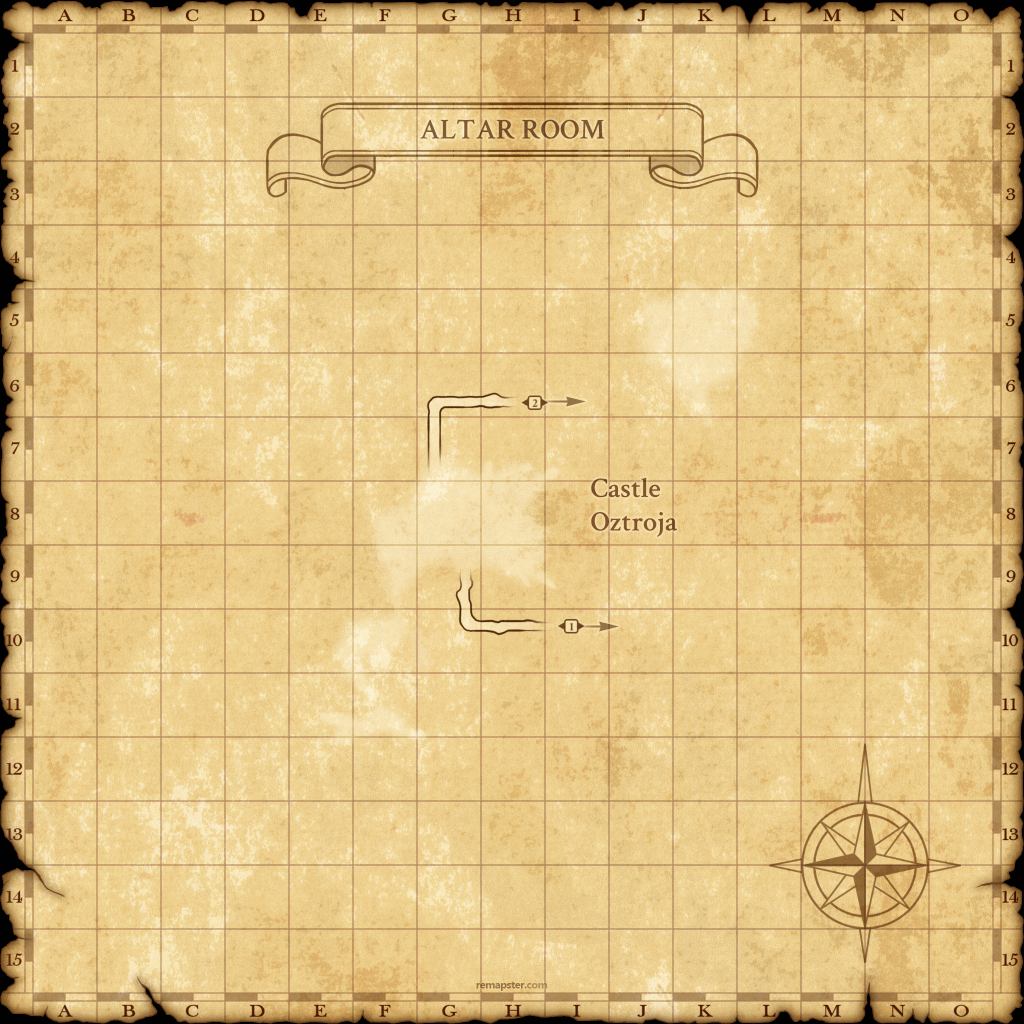 A B C D E F G H I J K L M N O
1 1
ALTAR ROOM
2 2
3 3
4 4
5 5
6 6
2
7 7
Castle
8 8
Oztroja
9 9
1
10 10
11 11
12 12
13 13
14 14
15 15
remapster.com
A B C D E F G H I J K L M N O